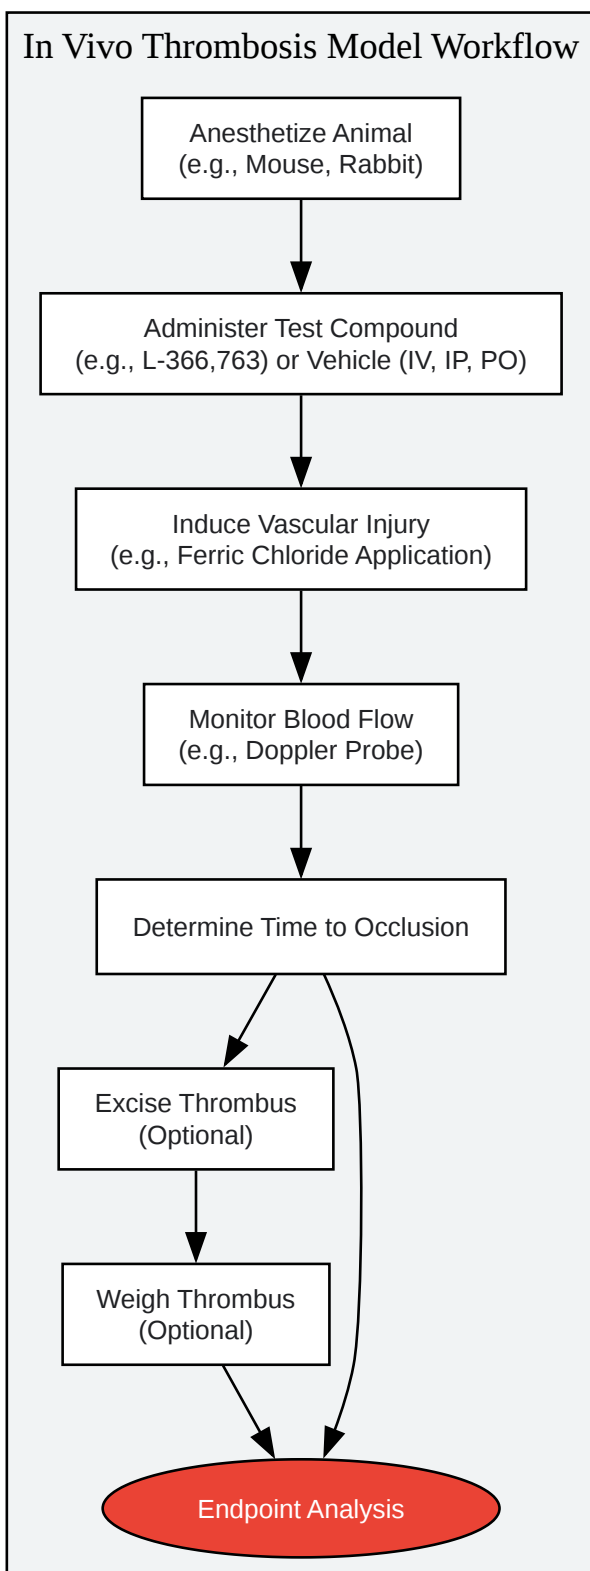 In Vivo Thrombosis Model Workflow
Anesthetize Animal
(e.g., Mouse, Rabbit)
Administer Test Compound
(e.g., L-366,763) or Vehicle (IV, IP, PO)
Induce Vascular Injury
(e.g., Ferric Chloride Application)
Monitor Blood Flow
(e.g., Doppler Probe)
Determine Time to Occlusion
Excise Thrombus
(Optional)
Weigh Thrombus
(Optional)
Endpoint Analysis